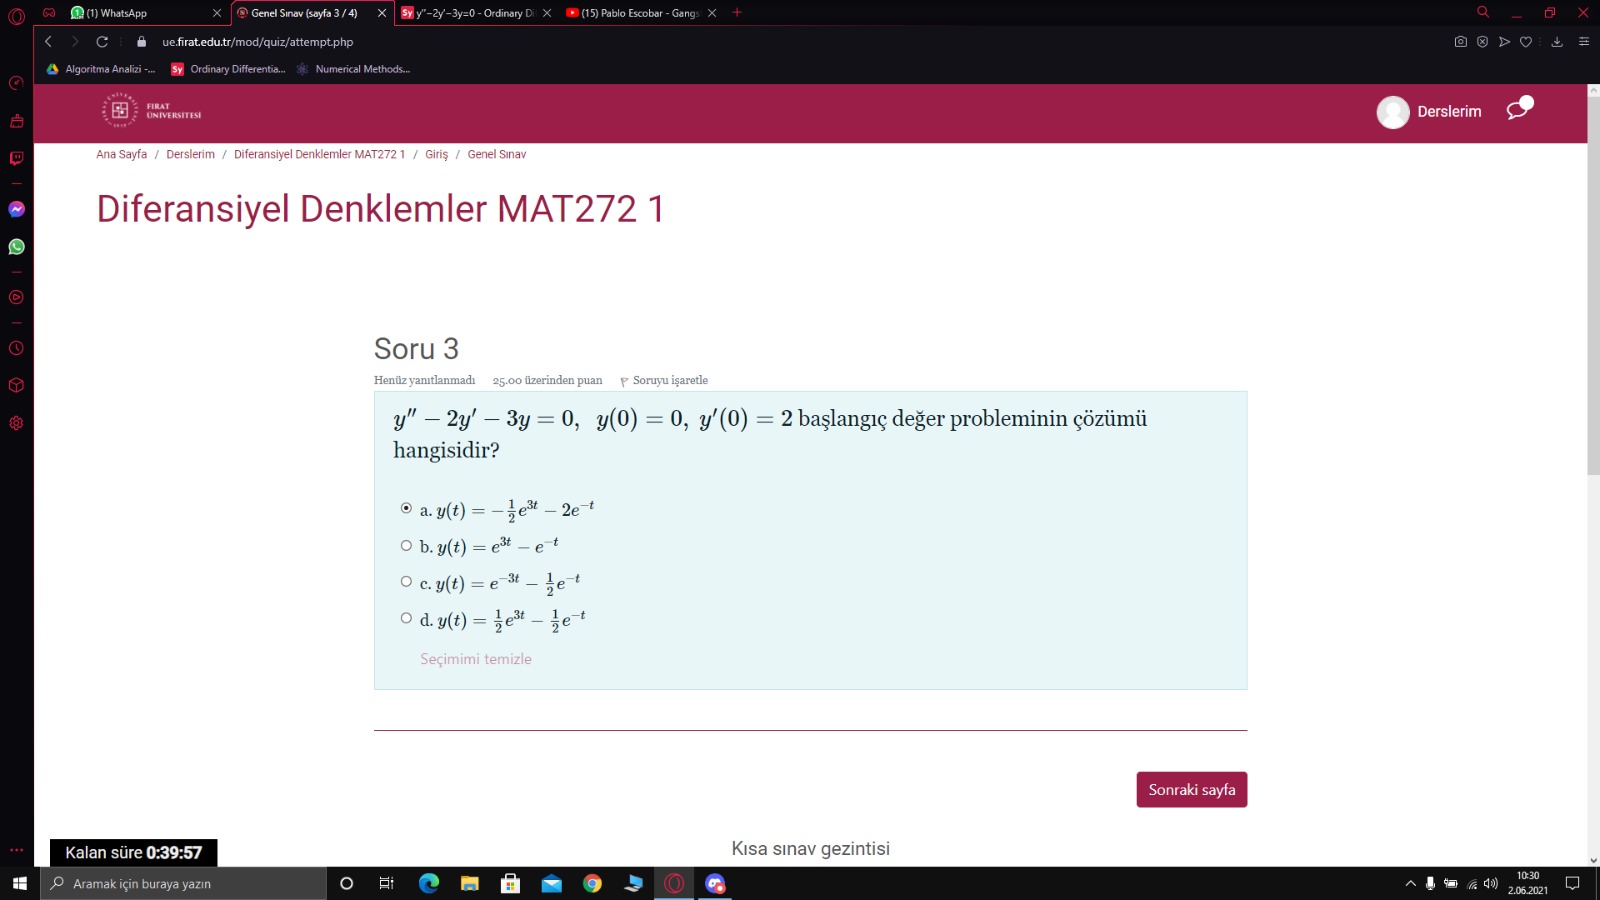 (1) WhatsApp
Genel Sınav (sayfa 3 / 4)
Sy y''−2y'−3y=0 - Ordinary Di
(15) Pablo Escobar - Gangs
ue.firat.edu.tr/mod/quiz/attempt.php
Algoritma Analizi -...
Sy Ordinary Differentia...
Numerical Methods...
FIRAT
ÜNİVERSİTESİ
Derslerim
Ana Sayfa / Derslerim / Diferansiyel Denklemler MAT272 1 / Giriş / Genel Sınav
Diferansiyel Denklemler MAT272 1
Soru 3
Henüz yanıtlanmadı 25.00 üzerinden puan Soruyu işaretle
y″ − 2y′ − 3y = 0, y(0) = 0, y′(0) = 2 başlangıç değer probleminin çözümü
hangisidir?
a. y(t) = −1/2 e^{3t} − 2e^{−t}
b. y(t) = e^{3t} − e^{−t}
c. y(t) = e^{−3t} − 1/2 e^{−t}
d. y(t) = 1/2 e^{3t} − 1/2 e^{−t}
Seçimimi temizle
Sonraki sayfa
Kısa sınav gezintisi
Kalan süre 0:39:57
Aramak için buraya yazın
10:30
2.06.2021